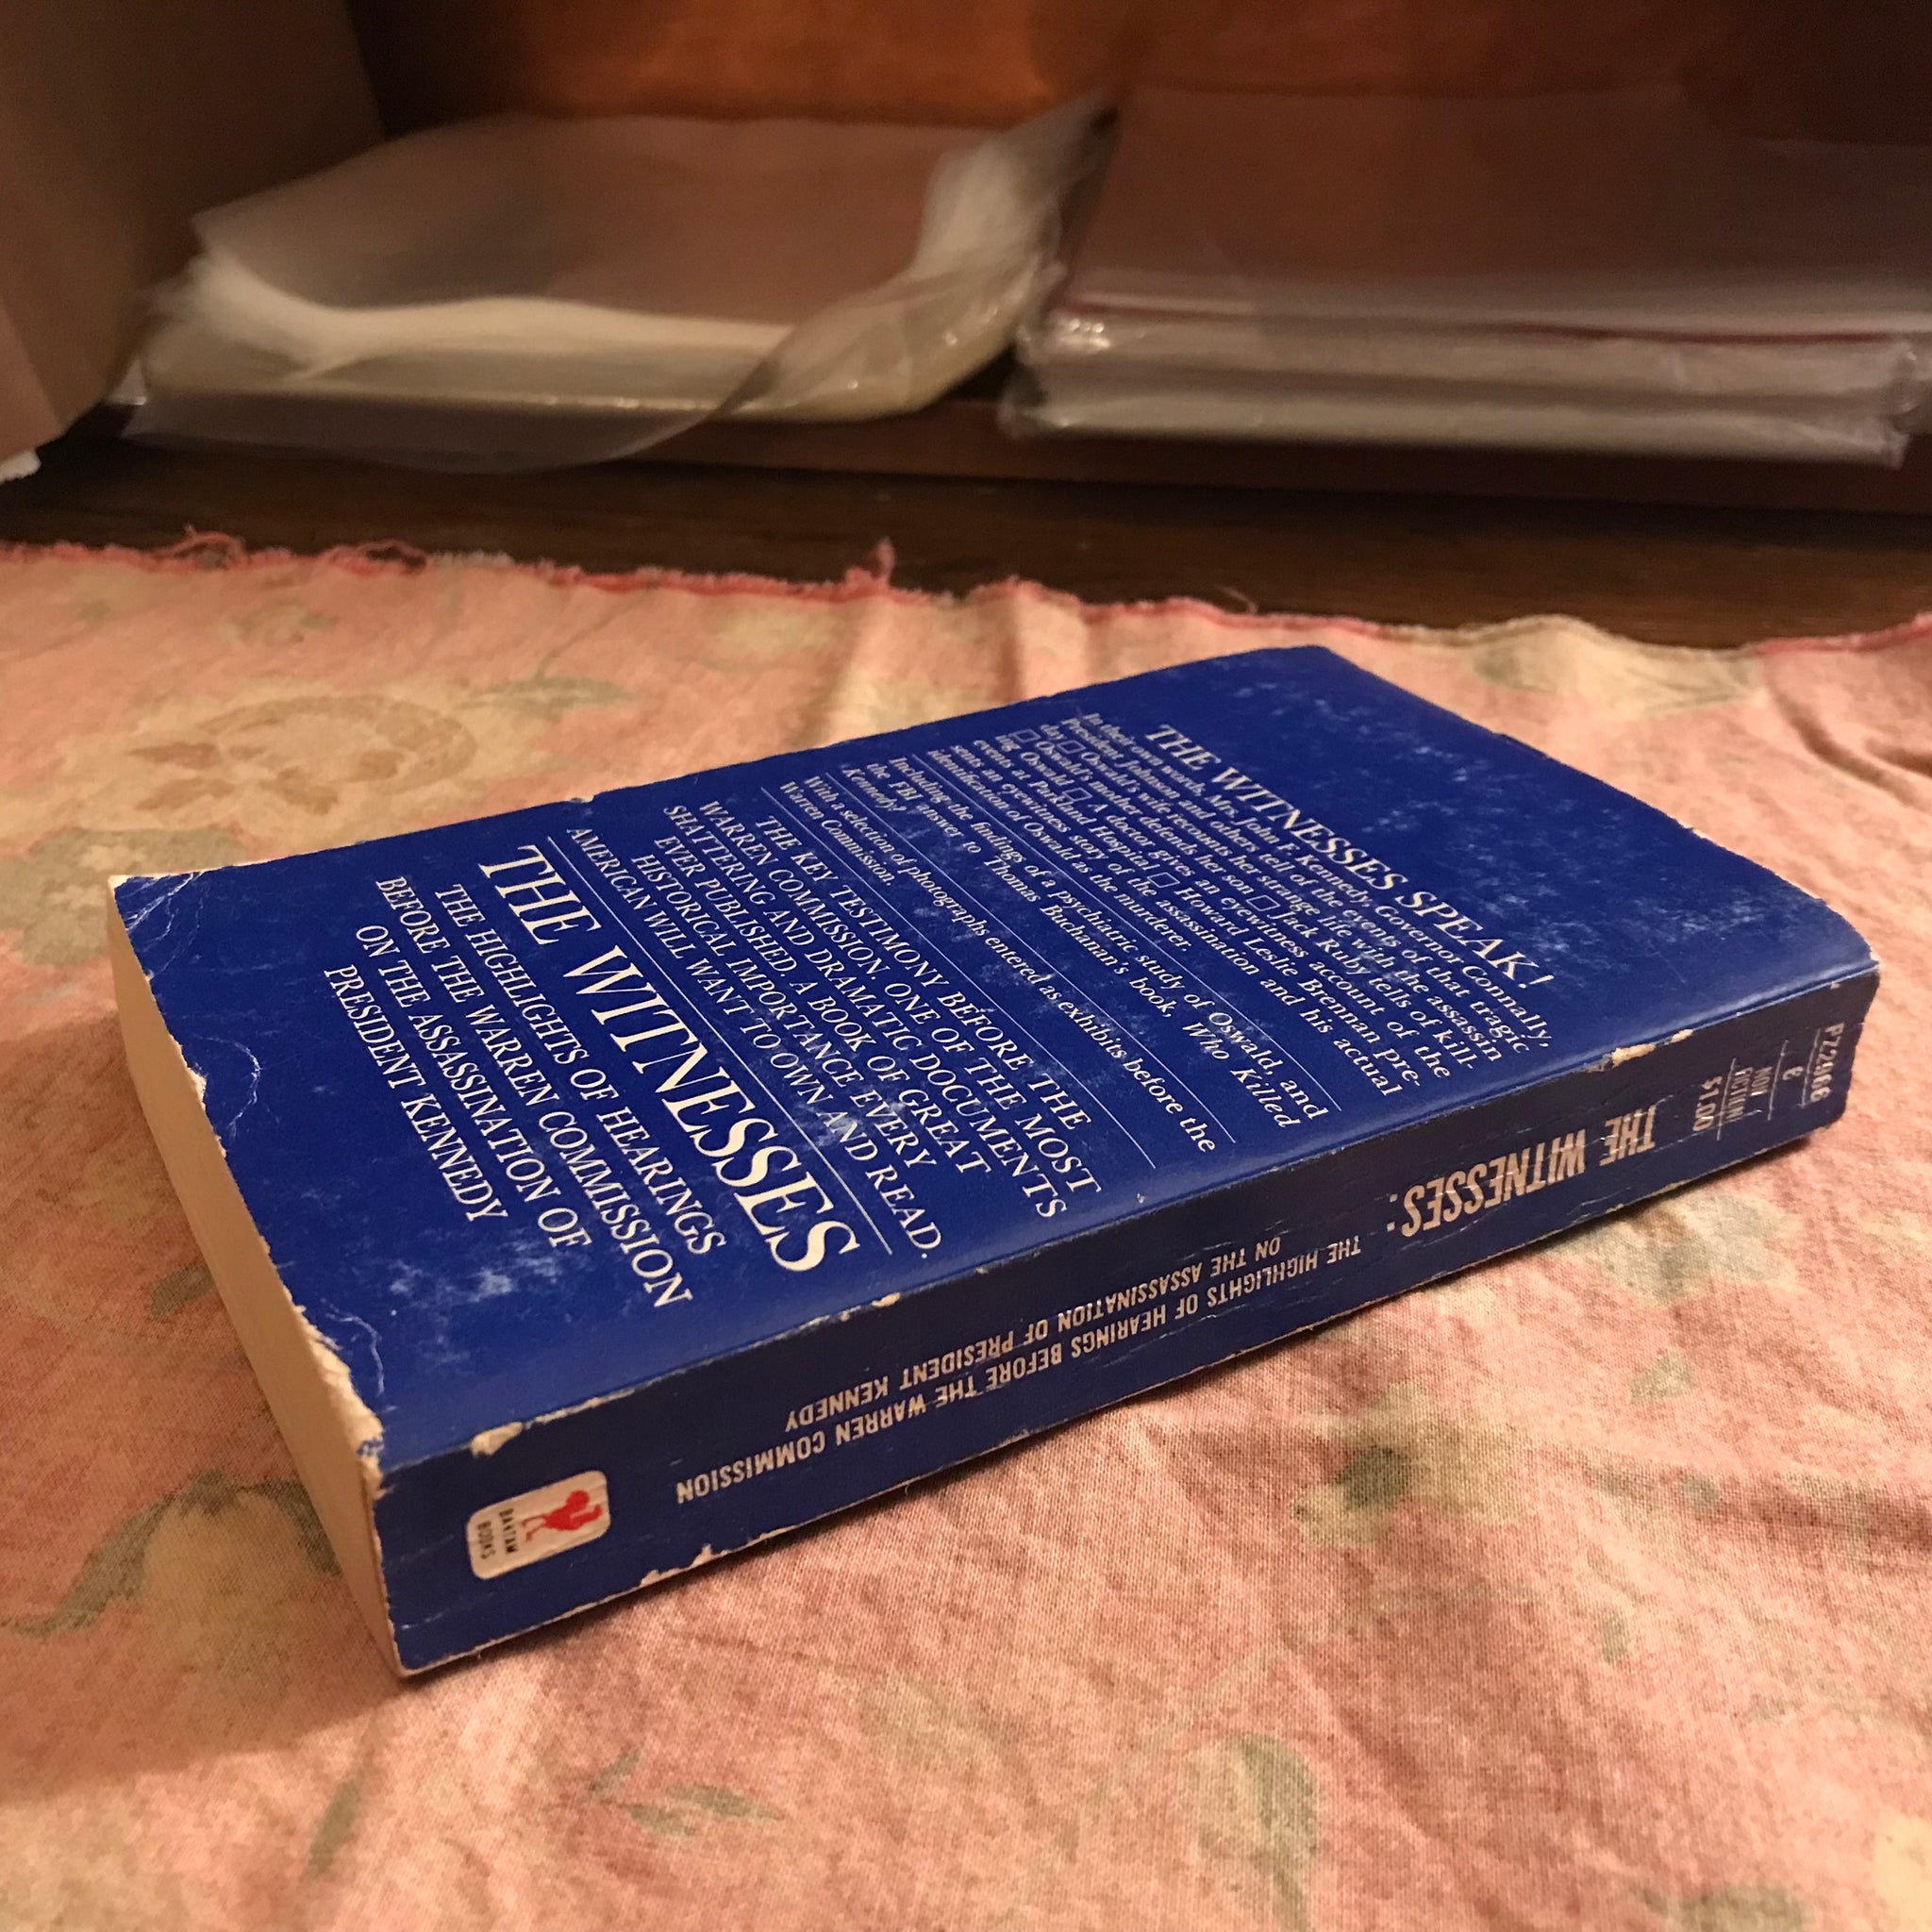 THE WITNESSES SPEAK!
In their own words, Mrs. John F. Kennedy, Governor Connally,
President Johnson and others tell of the events of that tragic
day □ Oswald's wife recounts her strange life with the assassin
□ Oswald's mother defends her son □ Jack Ruby tells of kill-
ing Oswald □ A doctor gives an eyewitness account of the
events at Parkland Hospital □ Howard Leslie Brennan pre-
sents an eyewitness story of the assassination and his actual
identification of Oswald as the murderer
Including the findings of a psychiatric study of Oswald, and
the FBI answer to Thomas Buchanan's book, Who Killed
Kennedy?
With a selection of photographs entered as exhibits before the
Warren Commission.
THE KEY TESTIMONY BEFORE THE
WARREN COMMISSION. ONE OF THE MOST
SHATTERING AND DRAMATIC DOCUMENTS
EVER PUBLISHED. A BOOK OF GREAT
HISTORICAL IMPORTANCE EVERY
AMERICAN WILL WANT TO OWN AND READ.
THE WITNESSES
THE HIGHLIGHTS OF HEARINGS
BEFORE THE WARREN COMMISSION
ON THE ASSASSINATION OF
PRESIDENT KENNEDY
PZ2966
NON
FICTION
$1.00
THE WITNESSES:
THE HIGHLIGHTS OF HEARINGS BEFORE THE WARREN COMMISSION
ON THE ASSASSINATION OF PRESIDENT KENNEDY
BANTAM
BOOKS